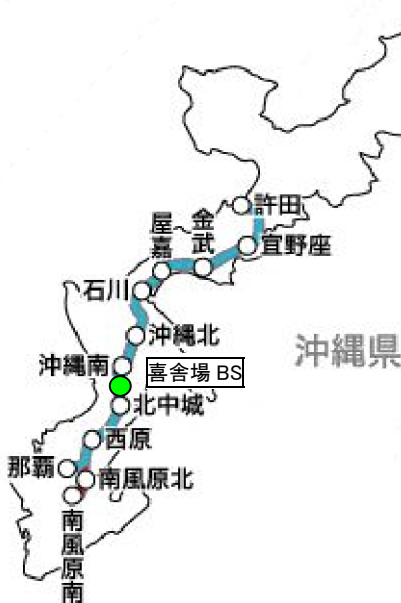 許田
金武
屋嘉
宜野座
石川
沖縄北
沖縄県
沖縄南
喜舎場 BS
北中城
西原
那覇
南風原北
南風原南